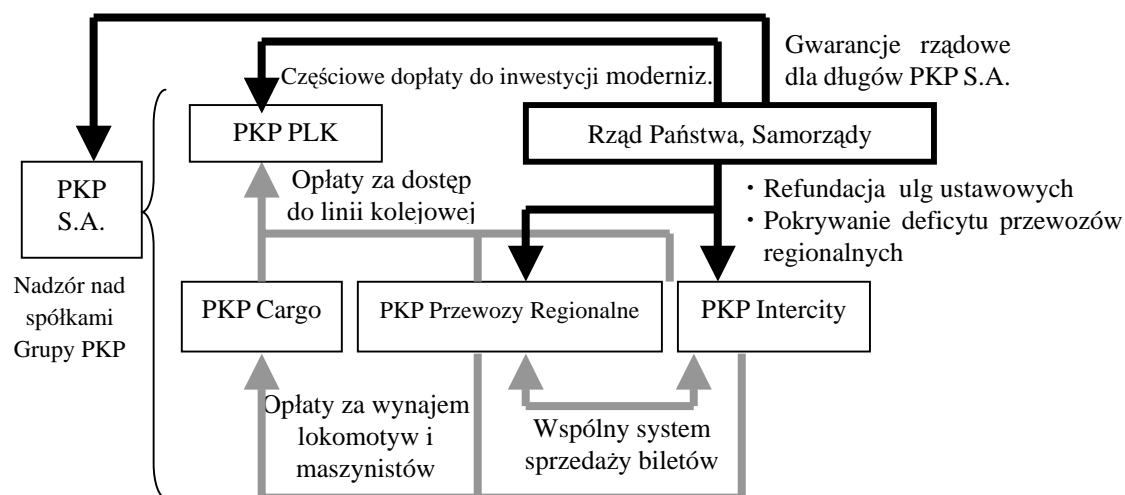 Gwarancje rządowe
dla długów PKP S.A.
Częściowe dopłaty do inwestycji moderniz.
PKP PLK
Rząd Państwa, Samorządy
PKP
S.A.
Opłaty za dostęp
do linii kolejowej
・Refundacja ulg ustawowych
・Pokrywanie deficytu przewozów
regionalnych
Nadzór nad
spółkami
Grupy PKP
PKP Cargo
PKP Przewozy Regionalne
PKP Intercity
Opłaty za wynajem
lokomotyw i
maszynistów
Wspólny system
sprzedaży biletów